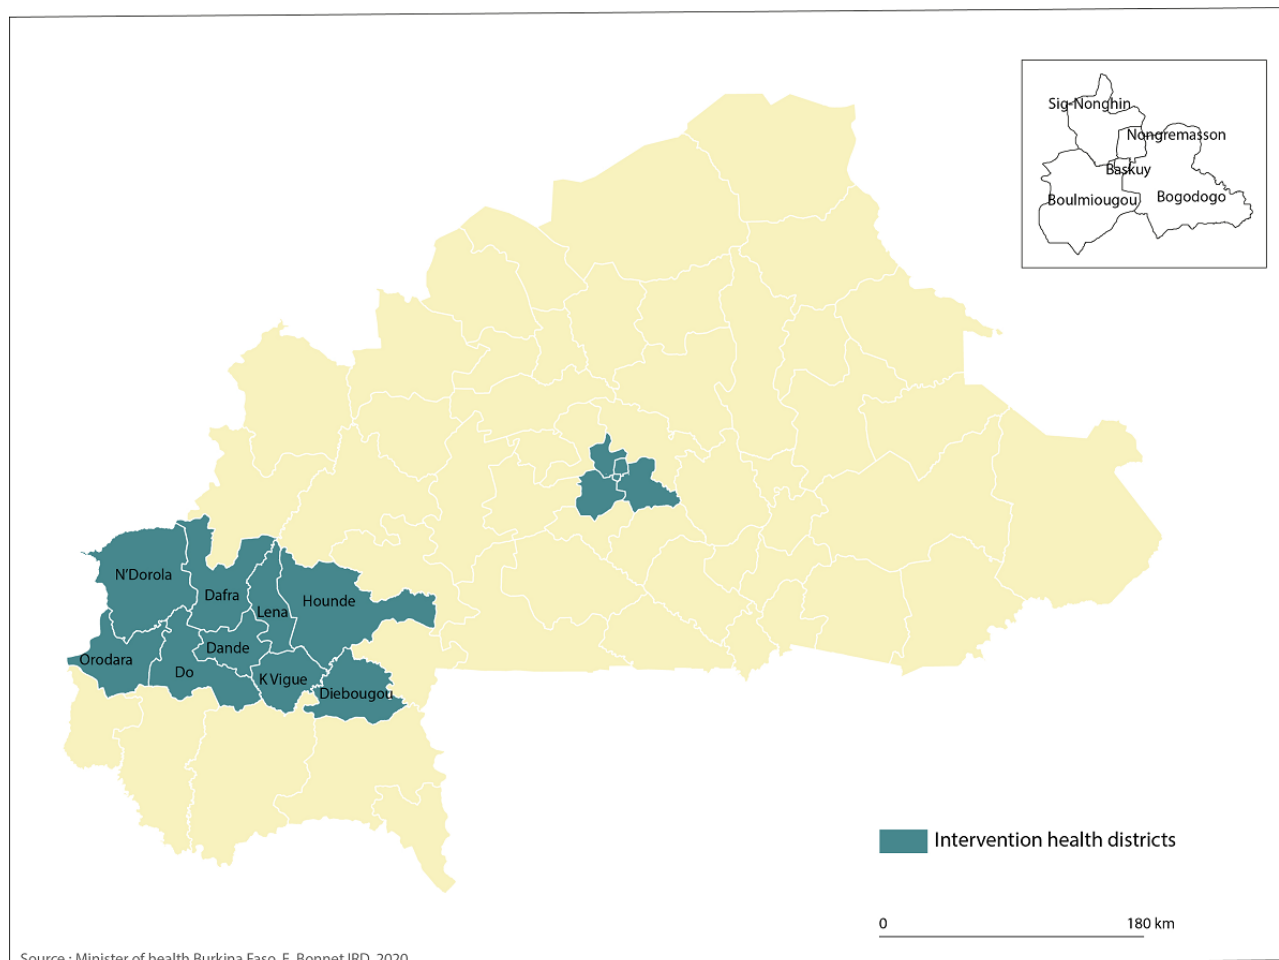 Sig-Nonghin
Nongremasson
Baskuy
Boulmiougou
Bogodogo
N'Dorola
Dafra
Lena
Hounde
Orodara
Do
Dande
K Vigue
Diebougou
Intervention health districts
0 180 km
Source : Minister of health Burkina Faso, E. Bonnet IRD, 2020